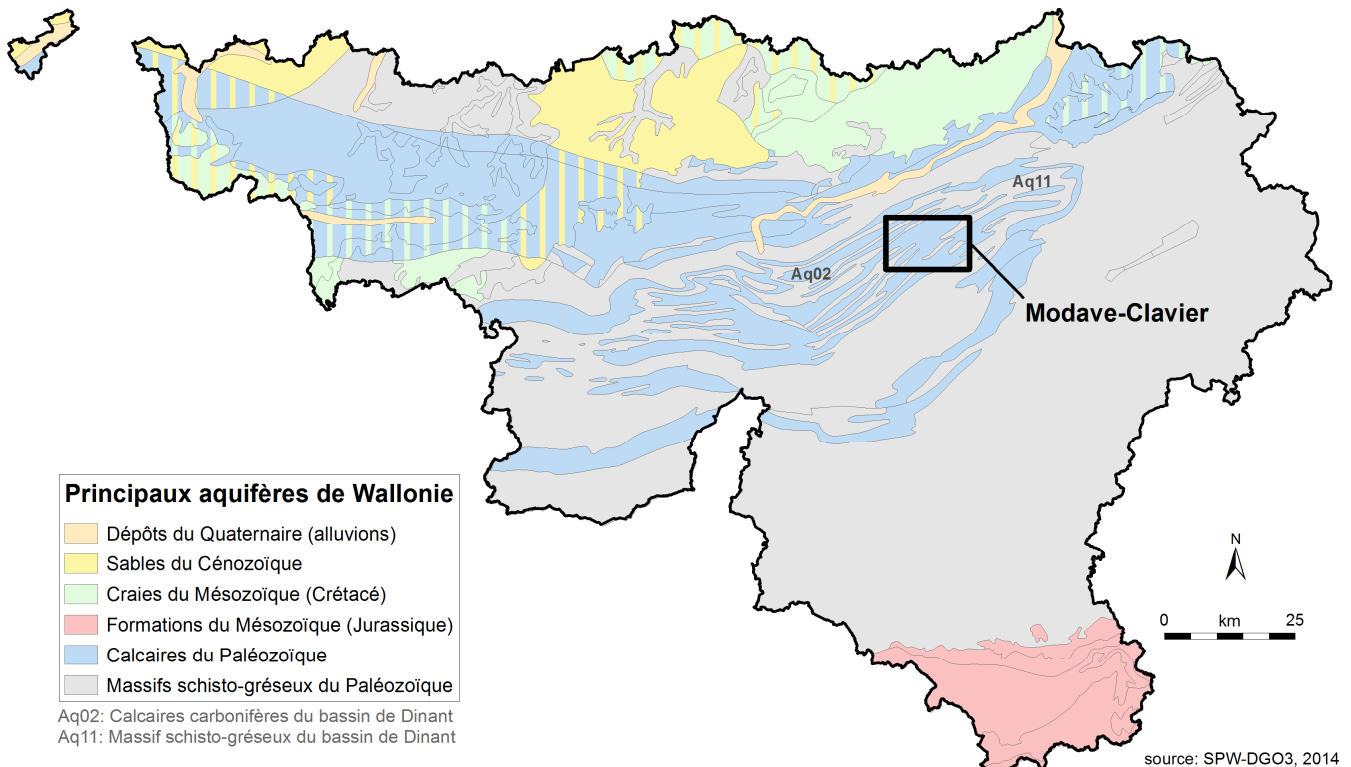 Aq11
Aq02
Modave-Clavier
Principaux aquifères de Wallonie
Dépôts du Quaternaire (alluvions)
Sables du Cénozoïque
Craies du Mésozoïque (Crétacé)
Formations du Mésozoïque (Jurassique)
Calcaires du Paléozoïque
Massifs schisto-gréseux du Paléozoïque
Aq02: Calcaires carbonifères du bassin de Dinant
Aq11: Massif schisto-gréseux du bassin de Dinant
N
0 km 25
source: SPW-DGO3, 2014